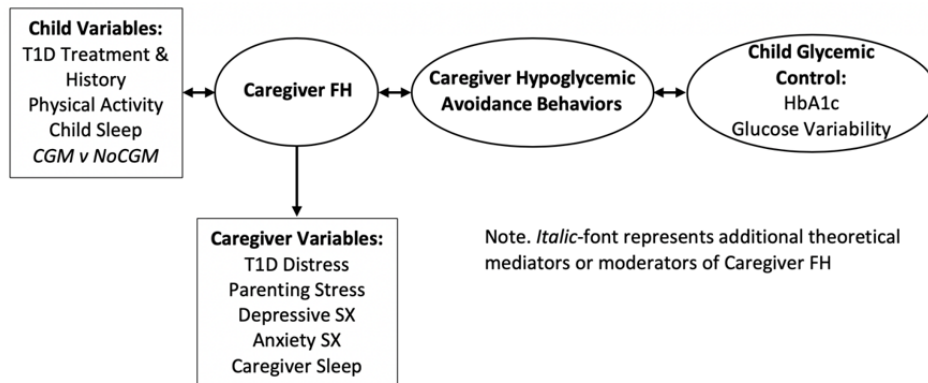 Child Variables:
T1D Treatment &
History
Physical Activity
Child Sleep
CGM v NoCGM
Caregiver FH
Caregiver Hypoglycemic
Avoidance Behaviors
Child Glycemic
Control:
HbA1c
Glucose Variability
Caregiver Variables:
T1D Distress
Parenting Stress
Depressive SX
Anxiety SX
Caregiver Sleep
Note. Italic-font represents additional theoretical
mediators or moderators of Caregiver FH